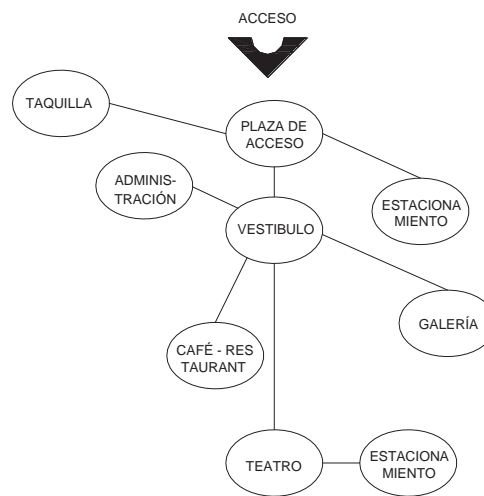 ACCESO
TAQUILLA
PLAZA DE
ACCESO
ADMINIS-
TRACIÓN
ESTACIONA
MIENTO
VESTIBULO
GALERÍA
CAFÉ - RES
TAURANT
TEATRO
ESTACIONA
MIENTO